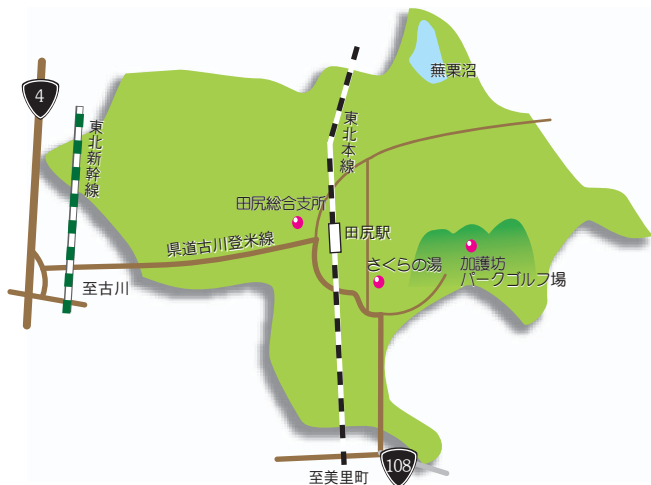 蕪栗沼
4
東北新幹線
東北本線
田尻総合支所
田尻駅
県道古川登米線
さくらの湯
加護坊
パークゴルフ場
至古川
108
至美里町